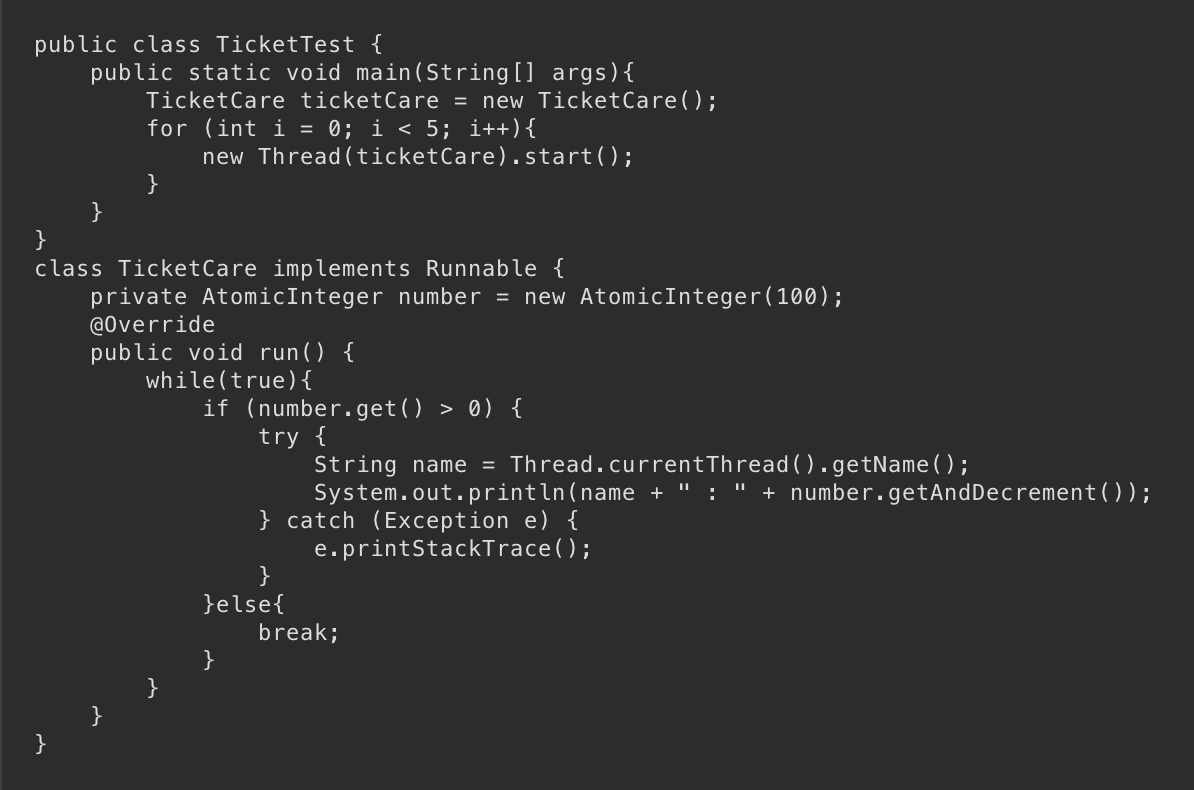 public class TicketTest {
    public static void main(String[] args){
        TicketCare ticketCare = new TicketCare();
        for (int i = 0; i < 5; i++){
            new Thread(ticketCare).start();
        }
    }
}
class TicketCare implements Runnable {
    private AtomicInteger number = new AtomicInteger(100);
    @Override
    public void run() {
        while(true){
            if (number.get() > 0) {
                try {
                    String name = Thread.currentThread().getName();
                    System.out.println(name + " : " + number.getAndDecrement());
                } catch (Exception e) {
                    e.printStackTrace();
                }
            }else{
                break;
            }
        }
    }
}